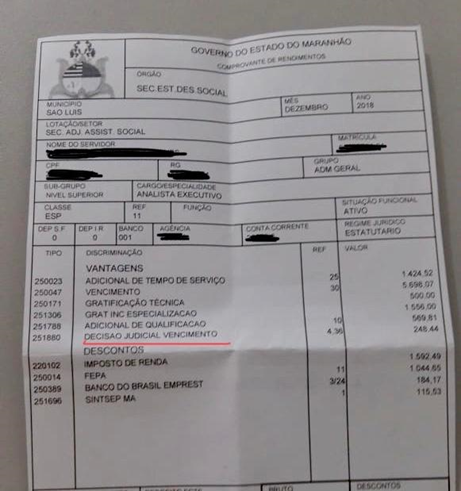 GOVERNO DO ESTADO DO MARANHÃO
COMPROVANTE DE RENDIMENTOS
ÓRGÃO
SEC.EST.DES.SOCIAL
MUNICÍPIO
SAO LUIS
MÊS
DEZEMBRO
ANO
2018
LOTAÇÃO/SETOR
SEC. ADJ. ASSIST. SOCIAL
NOME DO SERVIDOR
MATRÍCULA
CPF
RG
GRUPO
ADM GERAL
SUB-GRUPO
NIVEL SUPERIOR
CARGO/ESPECIALIDADE
ANALISTA EXECUTIVO
CLASSE
ESP
REF
11
FUNÇÃO
SITUAÇÃO FUNCIONAL
ATIVO
DEP S.F
0
DEP I.R
0
BANCO
001
AGÊNCIA
CONTA CORRENTE
REGIME JURÍDICO
ESTATUTARIO
TIPO DISCRIMINAÇÃO REF VALOR
VANTAGENS
250023 ADICIONAL DE TEMPO DE SERVIÇO 25 1.424,52
250047 VENCIMENTO 30 5.698,07
250171 GRATIFICAÇÃO TÉCNICA 500,00
251306 GRAT INC ESPECIALIZACAO 1.556,00
251788 ADICIONAL DE QUALIFICACAO 10 569,81
251880 DECISAO JUDICIAL VENCIMENTO 4,36 248,44
DESCONTOS
220102 IMPOSTO DE RENDA 1.592,49
250014 FEPA 11 1.044,65
250389 BANCO DO BRASIL EMPREST 3/24 184,17
251696 SINTSEP MA 1 115,53
BRUTO
DESCONTOS